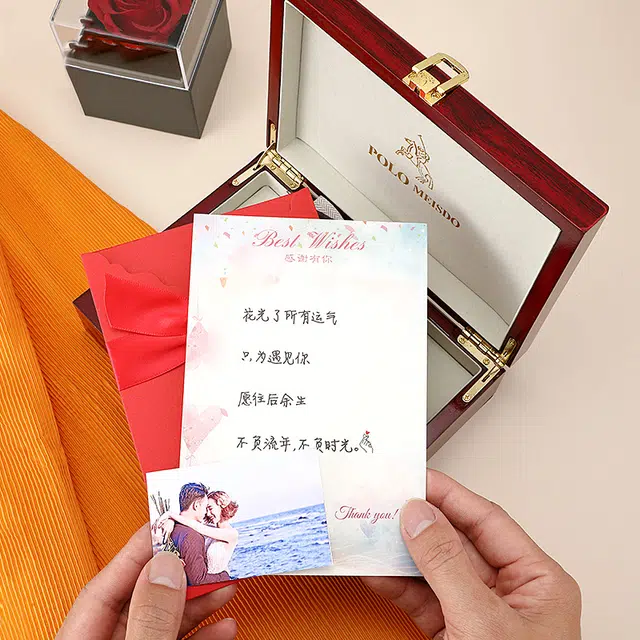 POLO MEISDO
Best Wishes
感谢有你
花光了所有运气
只为遇见你
愿往后余生
不负流年,不负时光。
Thank you!